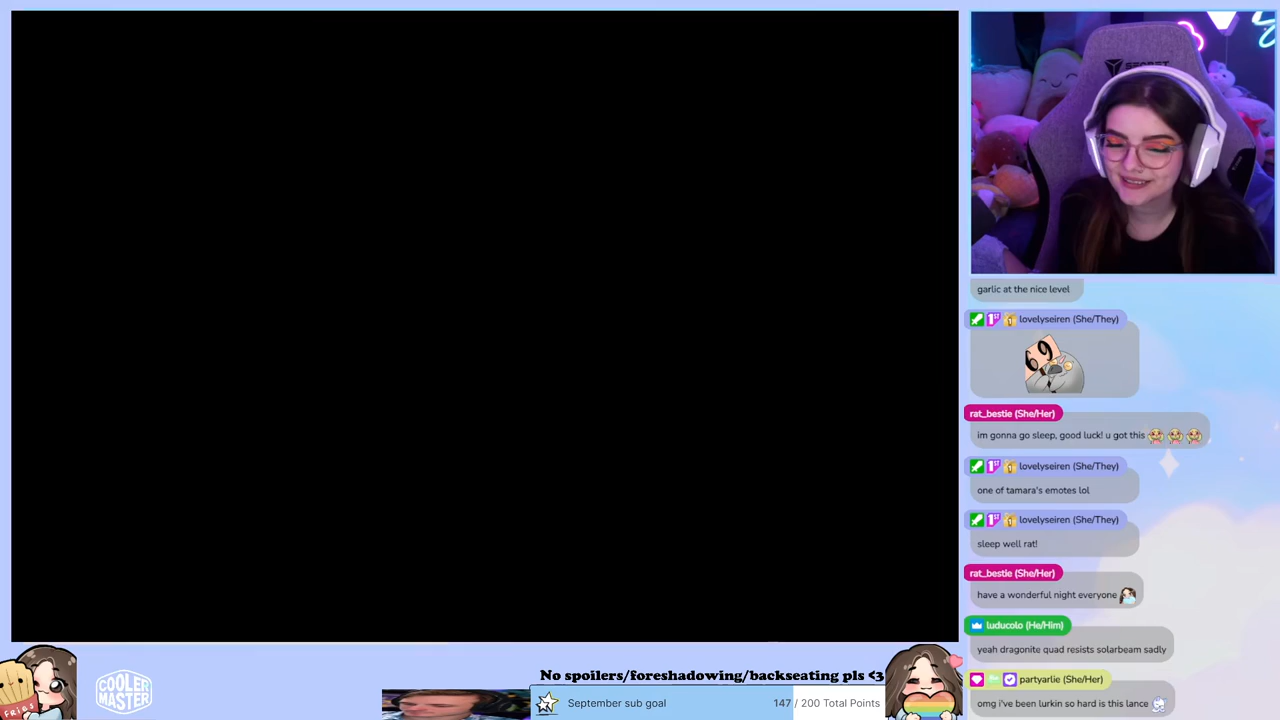 SECRET
garlic at the nice level
lovelyseiren (She/They)
69
rat_bestie (She/Her)
im gonna go sleep, good luck! u got this
lovelyseiren (She/They)
one of tamara's emotes lol
lovelyseiren (She/They)
sleep well rat!
rat_bestie (She/Her)
have a wonderful night everyone
luducolo (He/Him)
yeah dragonite quad resists solarbeam sadly
partyarlie (She/Her)
omg i've been lurkin so hard is this lance
FRIES
COOLER
MASTER
No spoilers/foreshadowing/backseating pls <3
September sub goal
147 / 200 Total Points